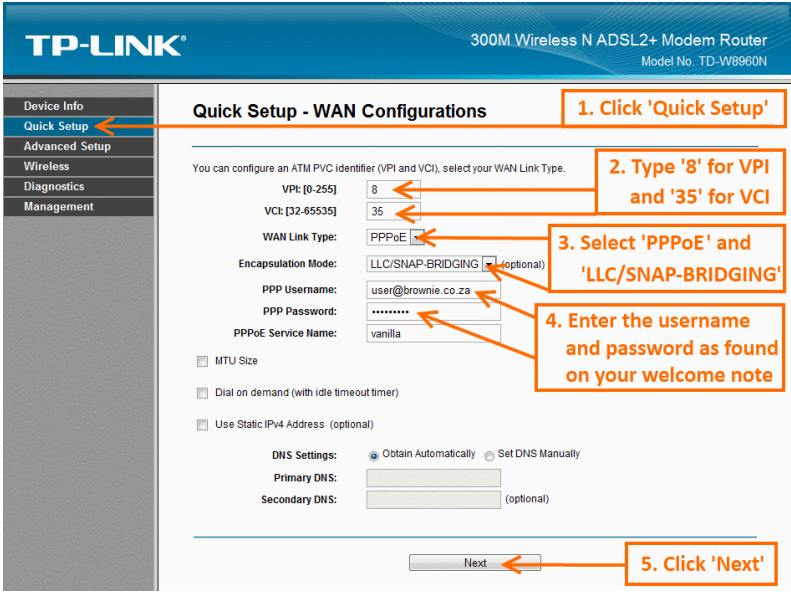 TP-LINK®
300M Wireless N ADSL2+ Modem Router
Model No. TD-W8960N
Device Info
Quick Setup
Advanced Setup
Wireless
Diagnostics
Management
Quick Setup - WAN Configurations
1. Click 'Quick Setup'
You can configure an ATM PVC identifier (VPI and VCI), select your WAN Link Type.
2. Type '8' for VPI
and '35' for VCI
VPI: [0-255] 8
VCI: [32-65535] 35
WAN Link Type: PPPoE
3. Select 'PPPoE' and
'LLC/SNAP-BRIDGING'
Encapsulation Mode: LLC/SNAP-BRIDGING (optional)
PPP Username: user@brownie.co.za
PPP Password: •••••••••
4. Enter the username
and password as found
on your welcome note
PPPoE Service Name: vanilla
MTU Size
Dial on demand (with idle timeout timer)
Use Static IPv4 Address (optional)
DNS Settings: Obtain Automatically Set DNS Manually
Primary DNS:
Secondary DNS: (optional)
Next
5. Click 'Next'